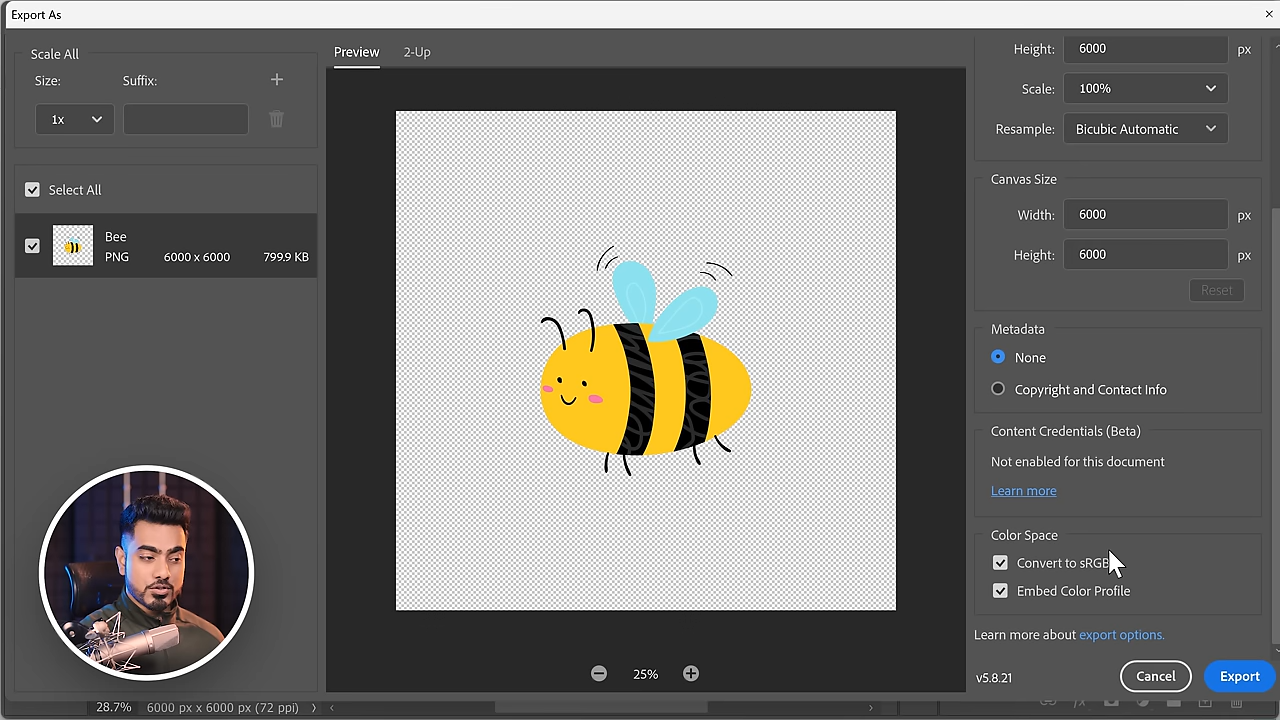 Export As
Scale All
Size:
Suffix:
1x
Select All
Bee
PNG
6000 x 6000
799.9 KB
Preview
2-Up
25%
Height:
6000
px
Scale:
100%
Resample:
Bicubic Automatic
Canvas Size
Width:
6000
px
Height:
6000
px
Reset
Metadata
None
Copyright and Contact Info
Content Credentials (Beta)
Not enabled for this document
Learn more
Color Space
Convert to sRGB
Embed Color Profile
Learn more about export options.
v5.8.21
Cancel
Export
28.7%
6000 px x 6000 px (72 ppi)